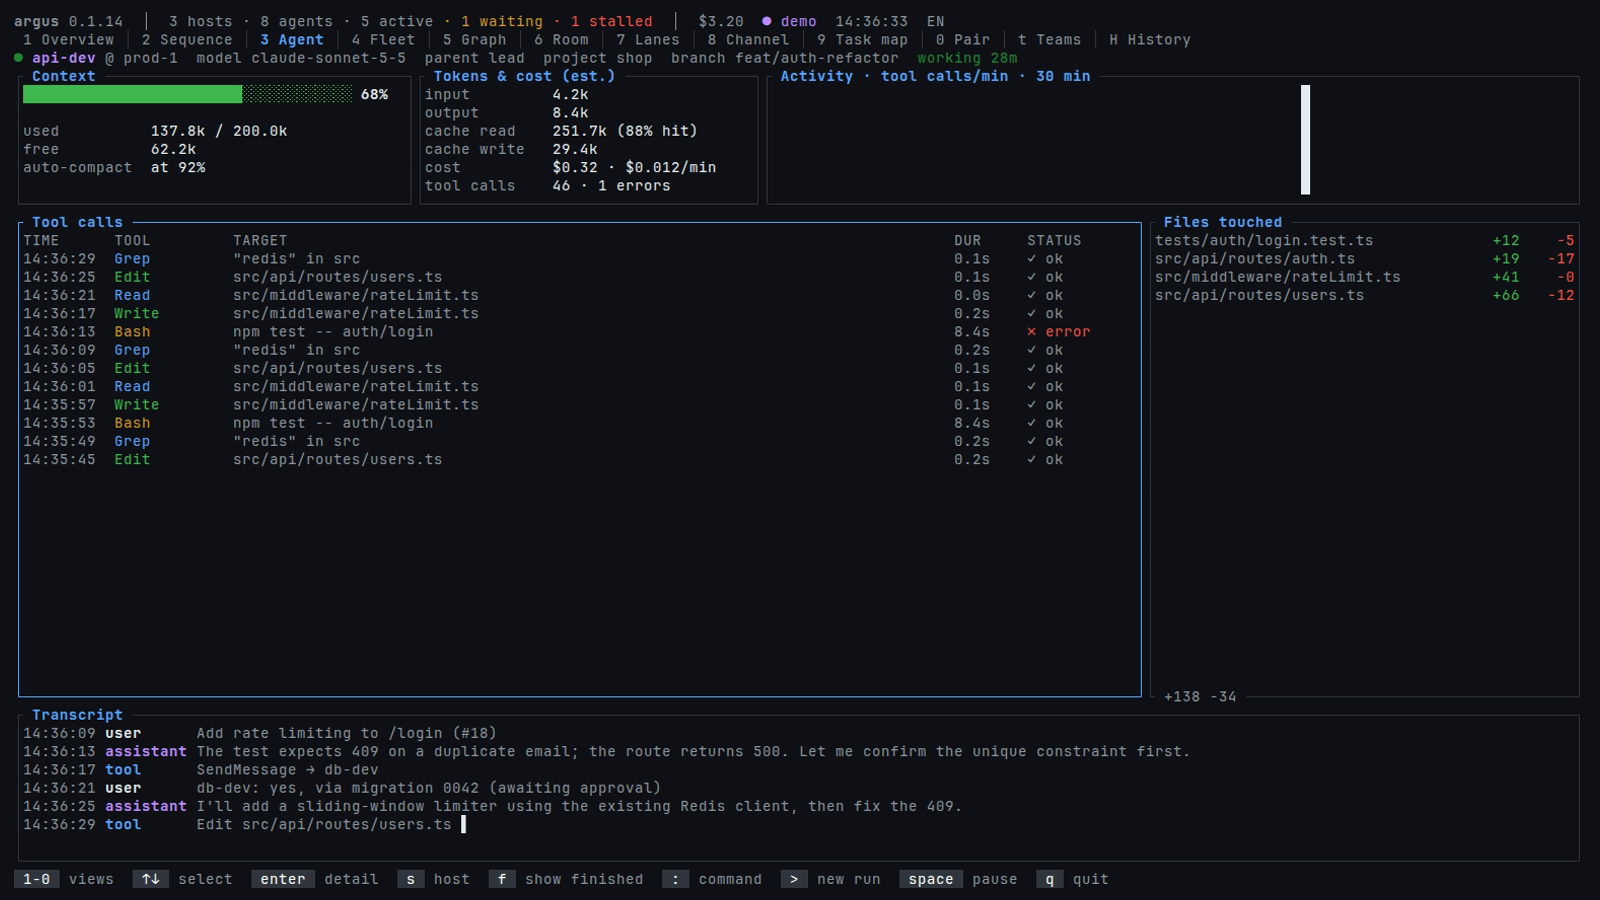 argus 0.1.14 │ 3 hosts · 8 agents · 5 active · 1 waiting · 1 stalled │ $3.20 ● demo 14:36:33 EN
1 Overview │ 2 Sequence │ 3 Agent │ 4 Fleet │ 5 Graph │ 6 Room │ 7 Lanes │ 8 Channel │ 9 Task map │ 0 Pair │ t Teams │ H History
● api-dev @ prod-1 model claude-sonnet-5-5 parent lead project shop branch feat/auth-refactor working 28m
Context
68%
used 137.8k / 200.0k
free 62.2k
auto-compact at 92%
Tokens & cost (est.)
input 4.2k
output 8.4k
cache read 251.7k (88% hit)
cache write 29.4k
cost $0.32 · $0.012/min
tool calls 46 · 1 errors
Activity · tool calls/min · 30 min
Tool calls
TIME TOOL TARGET DUR STATUS
14:36:29 Grep "redis" in src 0.1s ✓ ok
14:36:25 Edit src/api/routes/users.ts 0.1s ✓ ok
14:36:21 Read src/middleware/rateLimit.ts 0.0s ✓ ok
14:36:17 Write src/middleware/rateLimit.ts 0.2s ✓ ok
14:36:13 Bash npm test -- auth/login 8.4s ✕ error
14:36:09 Grep "redis" in src 0.2s ✓ ok
14:36:05 Edit src/api/routes/users.ts 0.1s ✓ ok
14:36:01 Read src/middleware/rateLimit.ts 0.1s ✓ ok
14:35:57 Write src/middleware/rateLimit.ts 0.1s ✓ ok
14:35:53 Bash npm test -- auth/login 8.4s ✓ ok
14:35:49 Grep "redis" in src 0.2s ✓ ok
14:35:45 Edit src/api/routes/users.ts 0.2s ✓ ok
Files touched
tests/auth/login.test.ts +12 -5
src/api/routes/auth.ts +19 -17
src/middleware/rateLimit.ts +41 -0
src/api/routes/users.ts +66 -12
+138 -34
Transcript
14:36:09 user Add rate limiting to /login (#18)
14:36:13 assistant The test expects 409 on a duplicate email; the route returns 500. Let me confirm the unique constraint first.
14:36:17 tool SendMessage → db-dev
14:36:21 user db-dev: yes, via migration 0042 (awaiting approval)
14:36:25 assistant I'll add a sliding-window limiter using the existing Redis client, then fix the 409.
14:36:29 tool Edit src/api/routes/users.ts
1-0 views ↑↓ select enter detail s host f show finished : command > new run space pause q quit